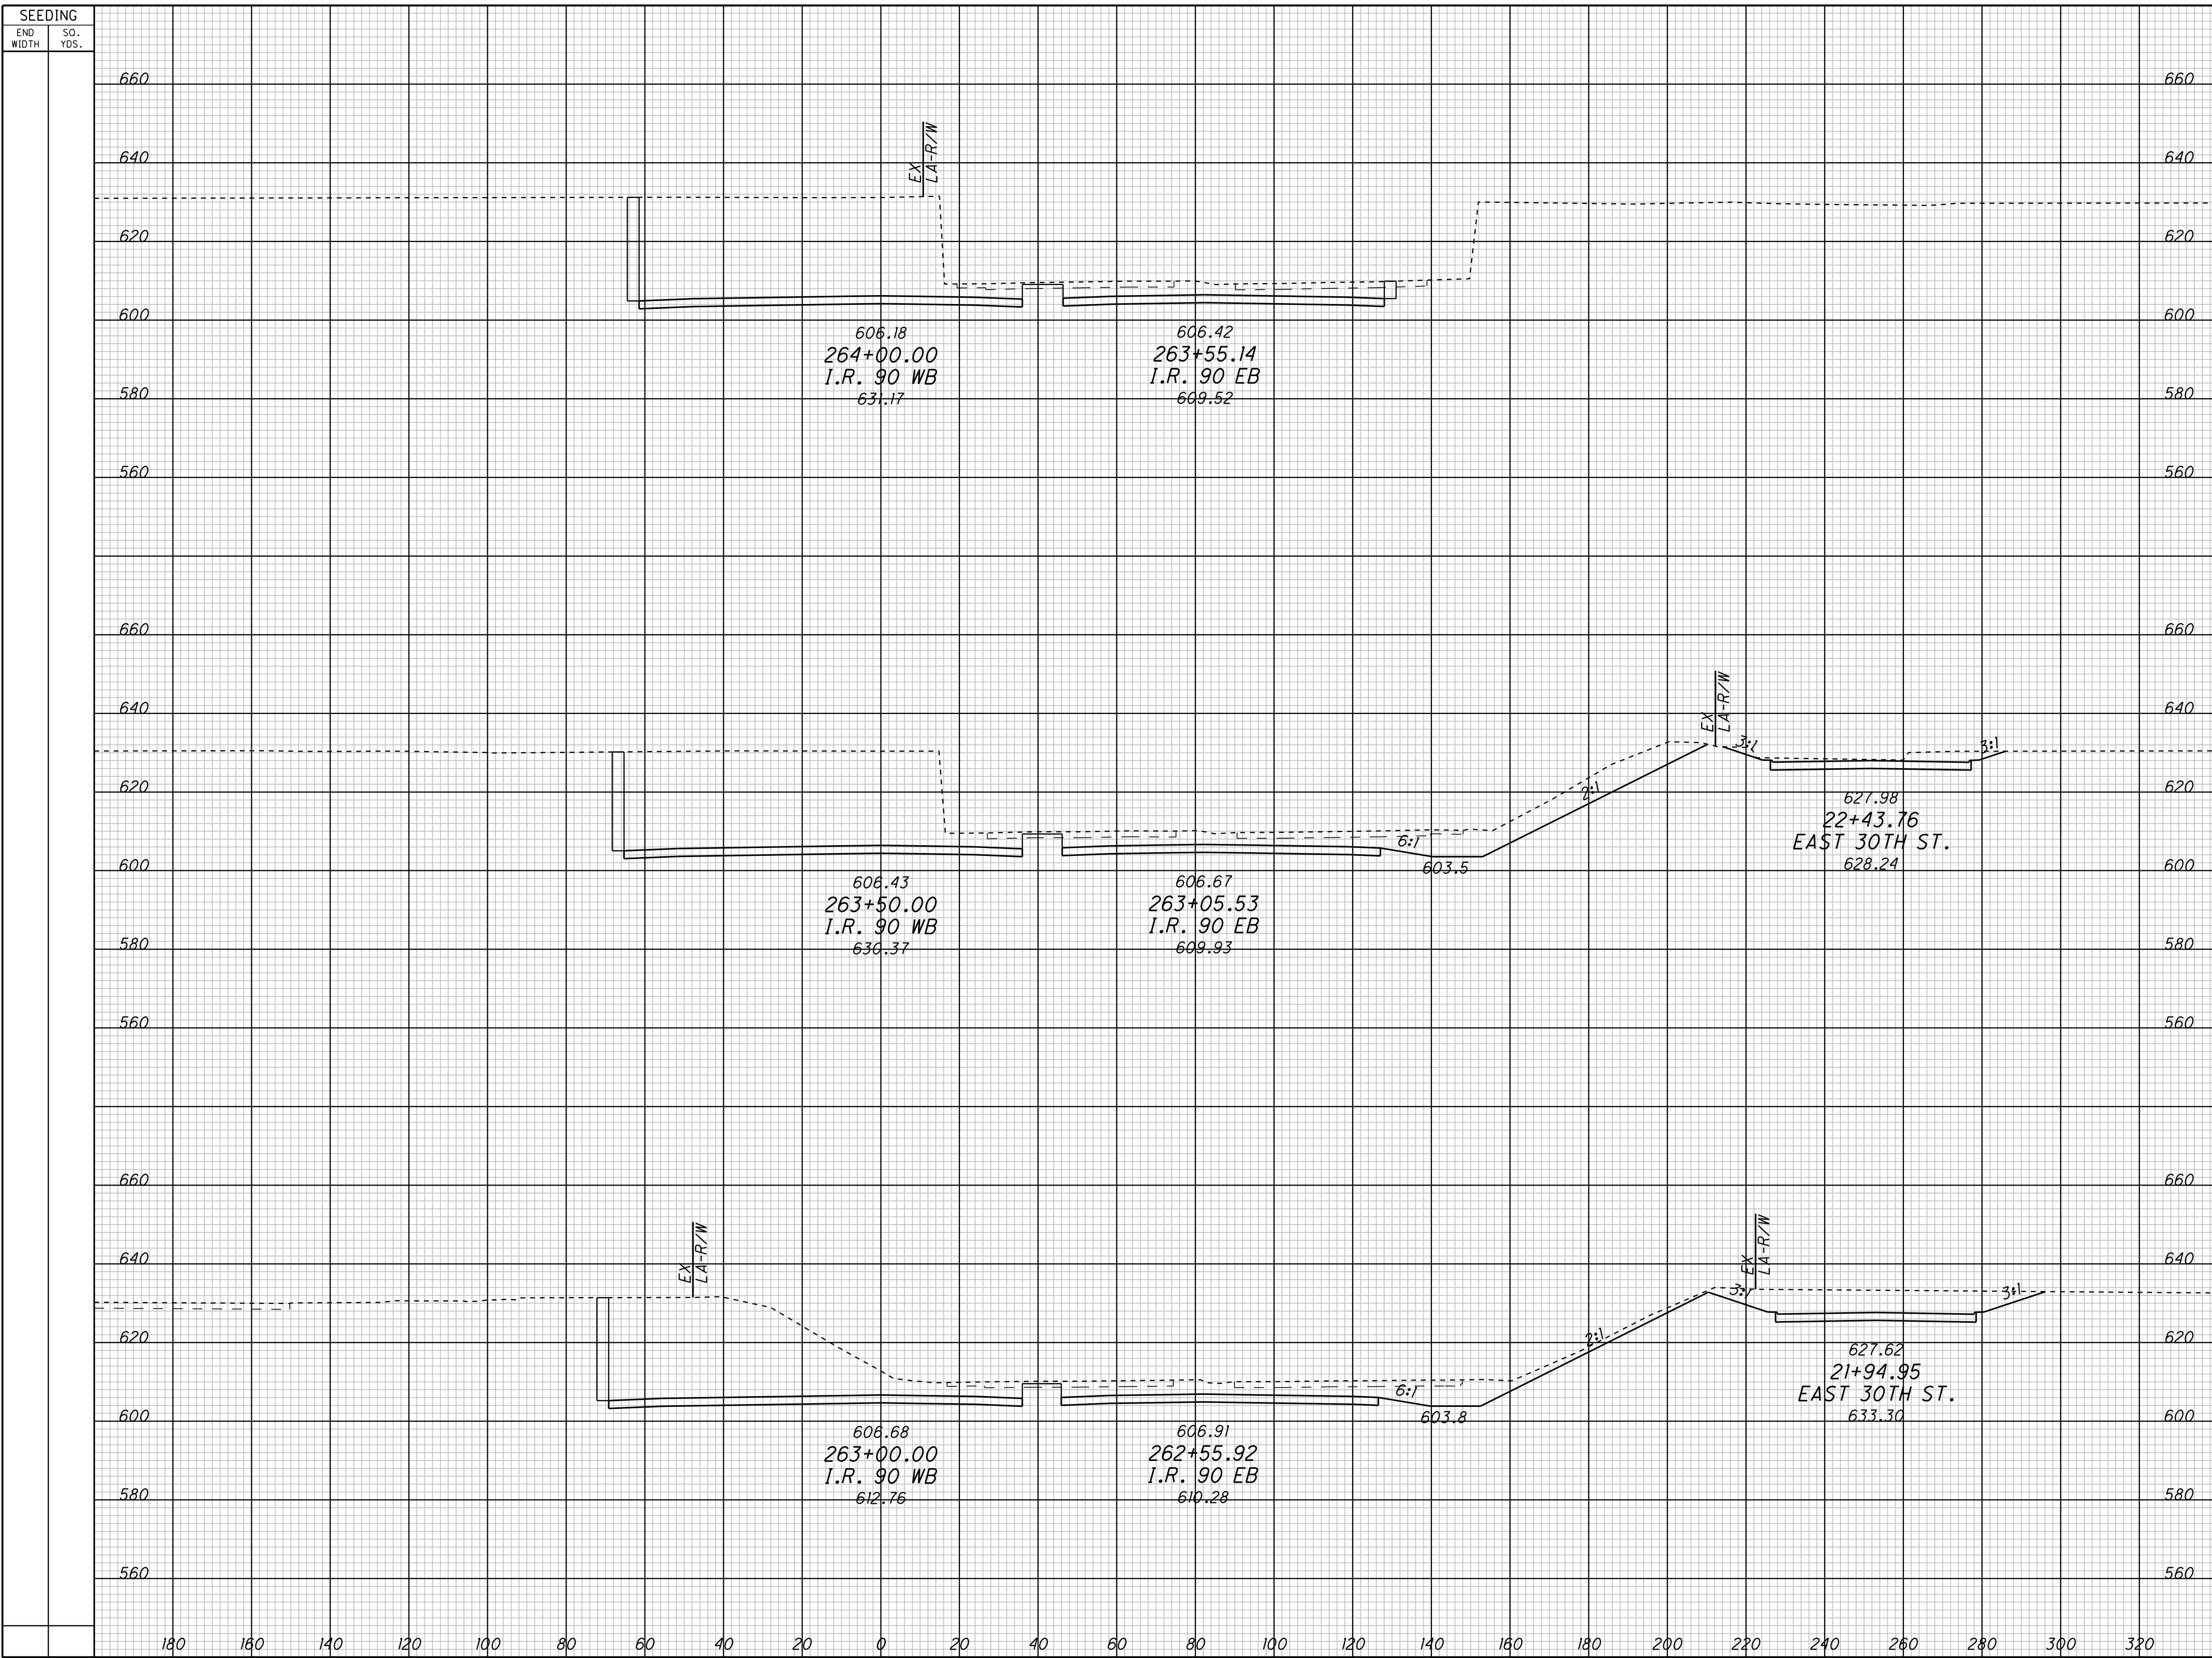 SEEDING
END WIDTH
SQ. YDS.
660 660
EX
LA-R/W
640 640
620 620
600 600
606.18 606.42
264+00.00 263+55.14
I.R. 90 WB I.R. 90 EB
631.17 609.52
580 580
560 560
660 660
EX
LA-R/W
640 640
3:1 3:1
2:1
620 620
627.98
22+43.76
6:1
EAST 30TH ST.
603.5
628.24
600 600
606.43 606.67
263+50.00 263+05.53
I.R. 90 WB I.R. 90 EB
630.37 609.93
580 580
560 560
660 660
EX
LA-R/W
EX
LA-R/W
640 640
3:1 3:1
2:1
620 620
627.62
21+94.95
6:1
EAST 30TH ST.
603.8
633.30
600 600
606.68 606.91
263+00.00 262+55.92
I.R. 90 WB I.R. 90 EB
612.76 610.28
580 580
560 560
180 160 140 120 100 80 60 40 20 0 20 40 60 80 100 120 140 160 180 200 220 240 260 280 300 320